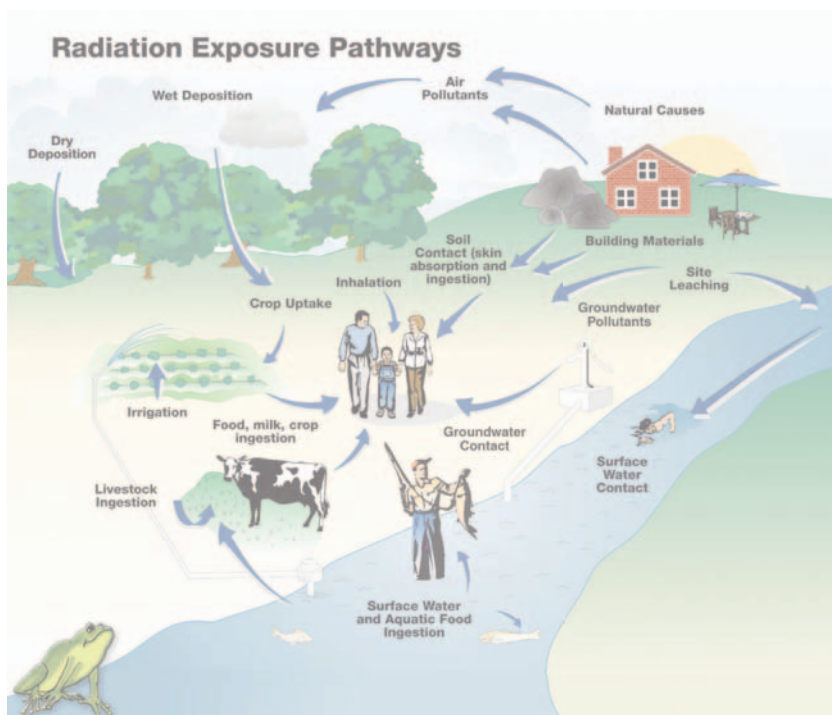 Radiation Exposure Pathways
Air
Pollutants
Wet Deposition
Natural Causes
Dry
Deposition
Soil
Contact (skin
absorption and
ingestion)
Building Materials
Inhalation
Site
Leaching
Crop Uptake
Groundwater
Pollutants
Irrigation
Food, milk, crop
ingestion
Groundwater
Contact
Surface
Water
Contact
Livestock
Ingestion
Surface Water
and Aquatic Food
Ingestion